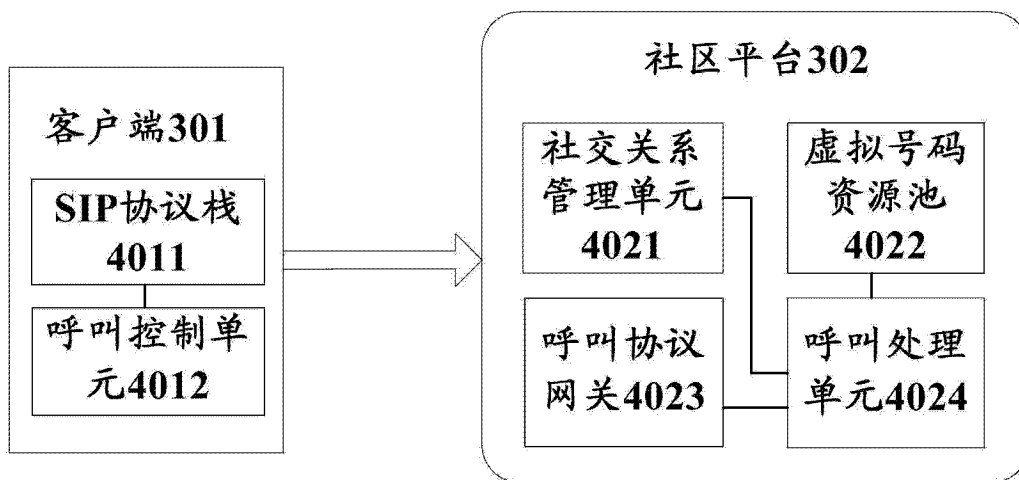 客户端301
SIP协议栈
4011
呼叫控制单
元4012
社区平台302
社交关系
管理单元
4021
虚拟号码
资源池
4022
呼叫协议
网关4023
呼叫处理
单元4024